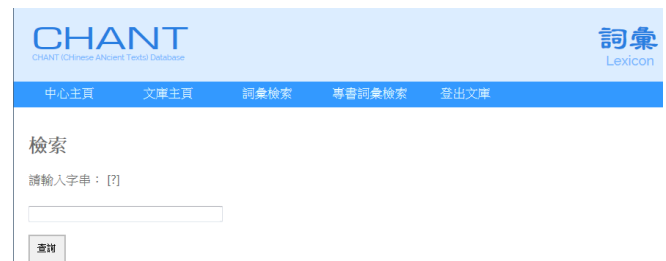 CHANT
CHANT (CHinese ANcient Texts) Database
詞彙
Lexicon
中心主頁 文庫主頁 詞彙檢索 專書詞彙檢索 登出文庫
檢索
請輸入字串： [?]
查詢